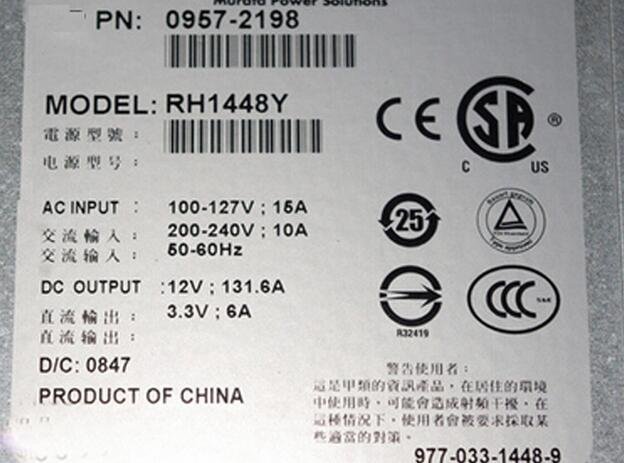 Murata Power Solutions
PN: 0957-2198
MODEL: RH1448Y
電源型號：
电源型号：
CE
C SA US ®
AC INPUT : 100-127V ; 15A
交流輸入： 200-240V ; 10A
交流输入： 50-60Hz
25
Bauart geprüft
Type approved
DC OUTPUT :12V ; 131.6A
直流輸出： 3.3V ; 6A
直流输出：
R32419
CCC S&E
D/C: 0847
PRODUCT OF CHINA
警告使用者：
這是甲類的資訊產品，在居住的環境
中使用時，可能會造成射頻干擾，在
這種情況下，使用者會被要求採取某
些適當的對策。
977-033-1448-9